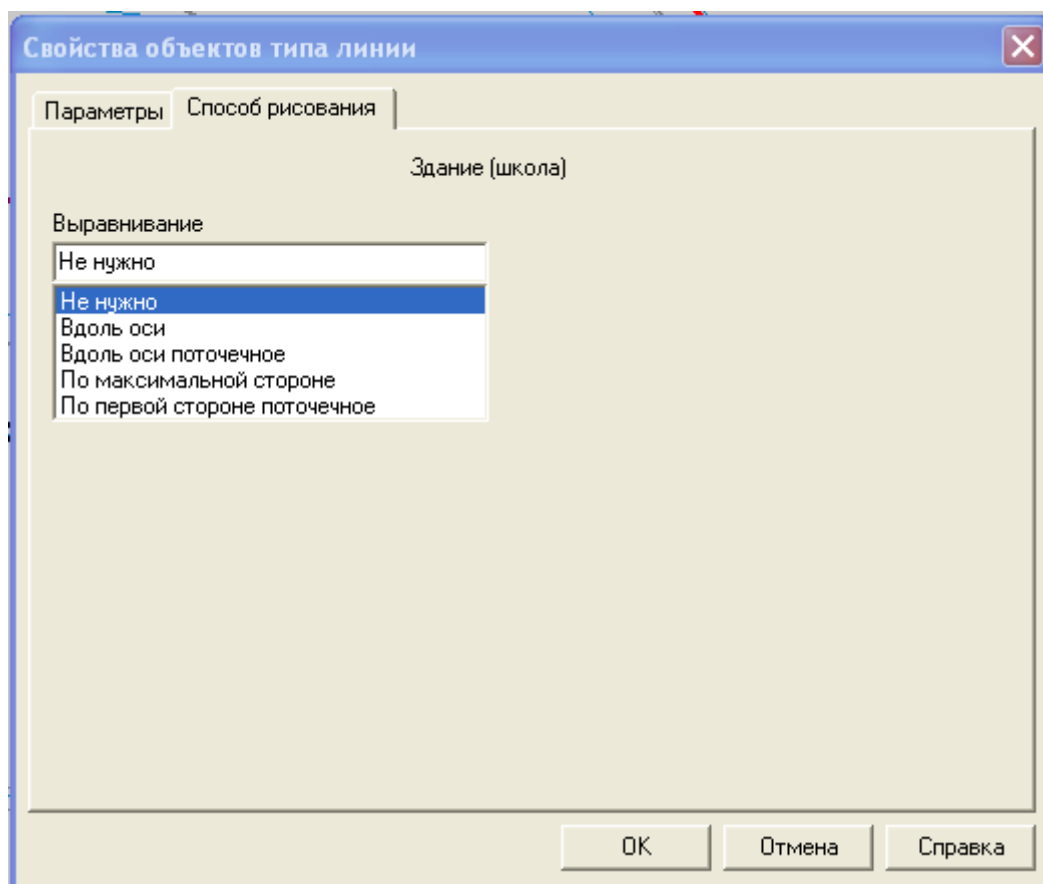 Свойства объектов типа линии
Параметры Способ рисования
Здание (школа)
Выравнивание
Не нужно
Не нужно
Вдоль оси
Вдоль оси поточечное
По максимальной стороне
По первой стороне поточечное
OK Отмена Справка